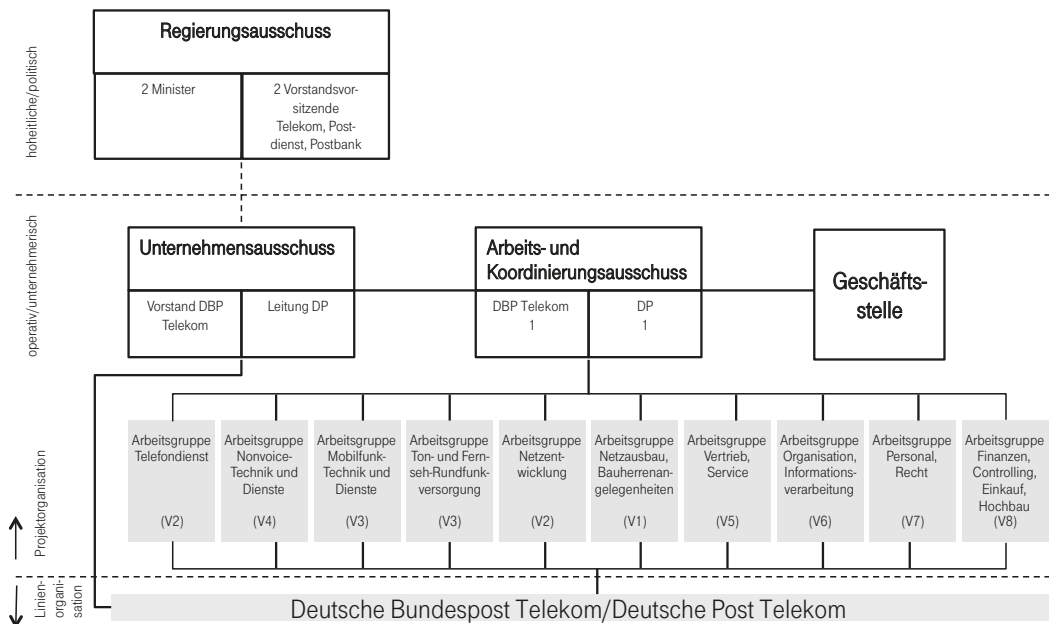 hoheitliche/politisch
Regierungsausschuss
2 Minister
2 Vorstandsvor-
sitzende
Telekom, Post-
dienst, Postbank
operativ/unternehmerisch
Unternehmensausschuss
Vorstand DBP
Telekom
Leitung DP
Arbeits- und
Koordinierungsausschuss
DBP Telekom
1
DP
1
Geschäfts-
stelle
Projektorganisation
Arbeitsgruppe
Telefondienst
(V2)
Arbeitsgruppe
Nonvoice-
Technik und
Dienste
(V4)
Arbeitsgruppe
Mobilfunk-
Technik und
Dienste
(V3)
Arbeitsgruppe
Ton- und Fern-
seh-Rundfunk-
versorgung
(V3)
Arbeitsgruppe
Netzent-
wicklung
(V2)
Arbeitsgruppe
Netzausbau,
Bauherrenan-
gelegenheiten
(V1)
Arbeitsgruppe
Vertrieb,
Service
(V5)
Arbeitsgruppe
Organisation,
Informations-
verarbeitung
(V6)
Arbeitsgruppe
Personal,
Recht
(V7)
Arbeitsgruppe
Finanzen,
Controlling,
Einkauf,
Hochbau
(V8)
Linien-
organi-
sation
Deutsche Bundespost Telekom/Deutsche Post Telekom